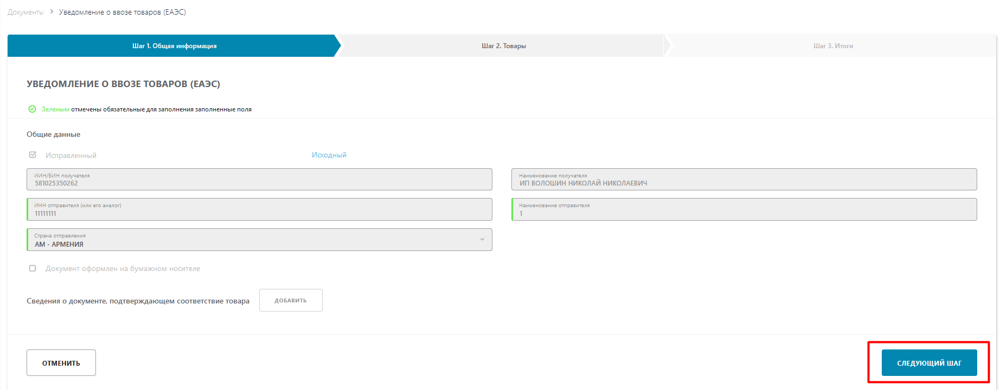 Документы > Уведомление о ввозе товаров (ЕАЭС)
Шаг 1. Общая информация
Шаг 2. Товары
Шаг 3. Итоги
УВЕДОМЛЕНИЕ О ВВОЗЕ ТОВАРОВ (ЕАЭС)
Зеленым отмечены обязательные для заполнения заполненные поля
Общие данные
Исправленный
Исходный
ИИН/БИН получателя
581025350262
Наименование получателя
ИП ВОЛОШИН НИКОЛАЙ НИКОЛАЕВИЧ
ИНН отправителя (или его аналог)
11111111
Наименование отправителя
1
Страна отправления
AM - АРМЕНИЯ
Документ оформлен на бумажном носителе
Сведения о документе, подтверждающем соответствие товара
ДОБАВИТЬ
ОТМЕНИТЬ
СЛЕДУЮЩИЙ ШАГ